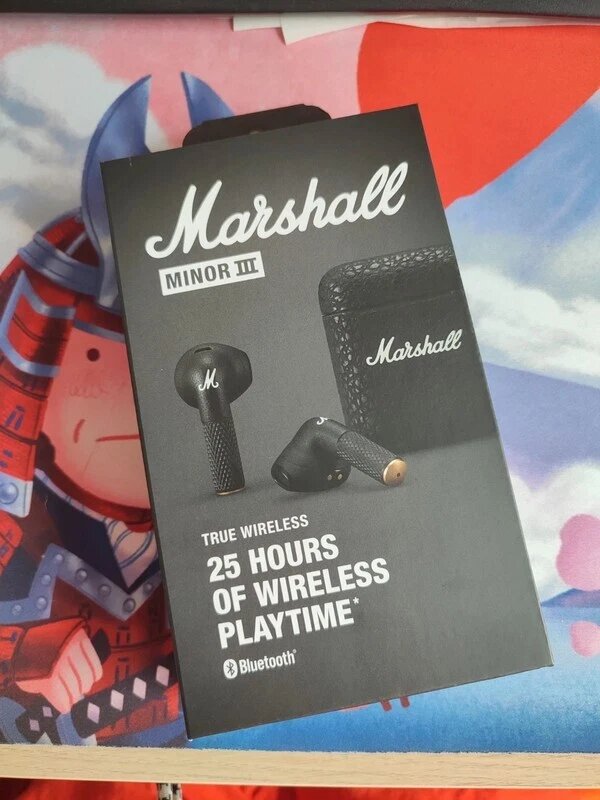 Marshall
MINOR III
Marshall
M
TRUE WIRELESS
25 HOURS
OF WIRELESS
PLAYTIME*
Bluetooth®